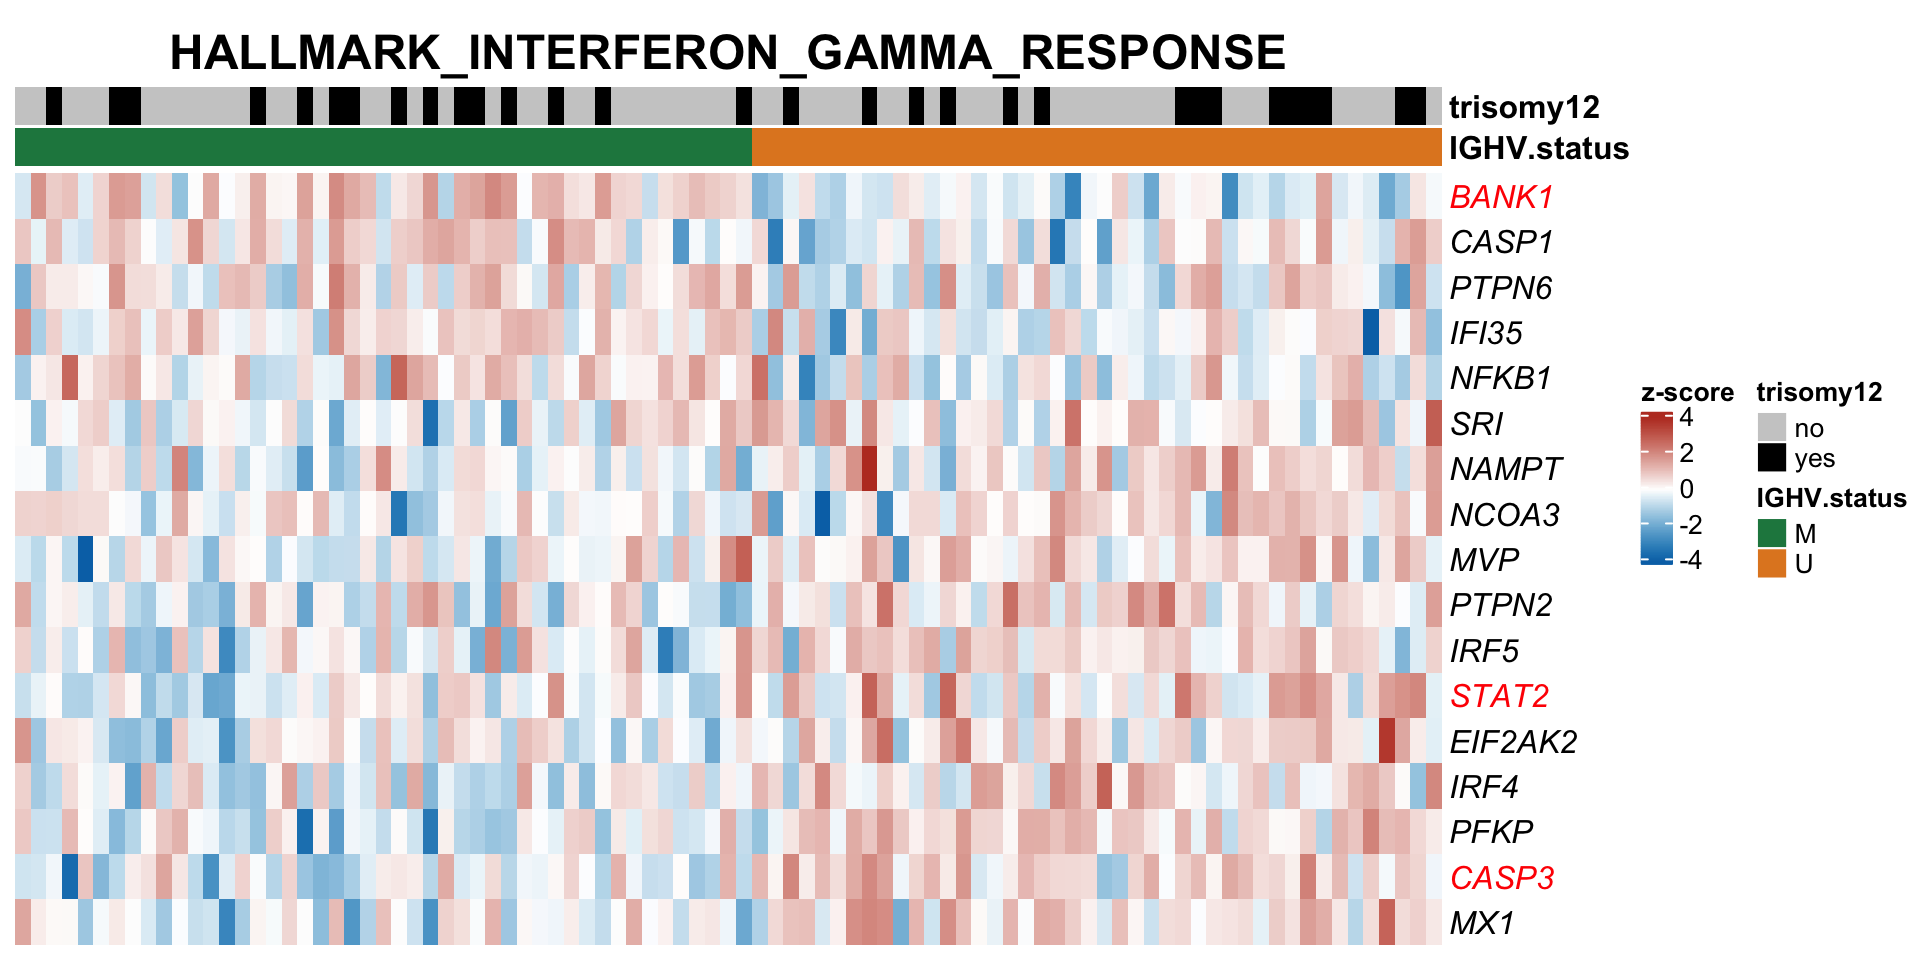 HALLMARK_INTERFERON_GAMMA_RESPONSE
trisomy12
IGHV.status
BANK1
CASP1
PTPN6
IFI35
NFKB1
SRI
NAMPT
NCOA3
MVP
PTPN2
IRF5
STAT2
EIF2AK2
IRF4
PFKP
CASP3
MX1
z-score
4
2
0
-2
-4
trisomy12
no
yes
IGHV.status
M
U